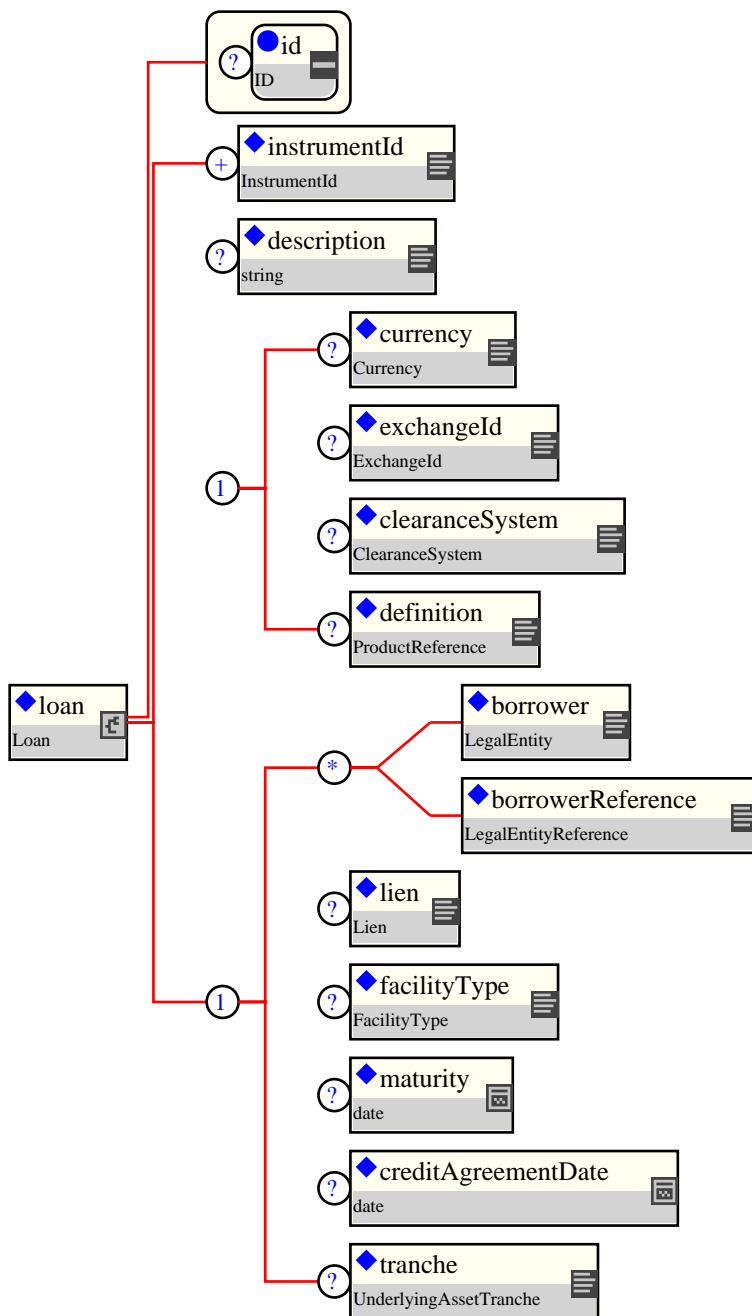 ?
id
ID
+
instrumentId
InstrumentId
?
description
string
?
currency
Currency
?
exchangeId
ExchangeId
1
?
clearanceSystem
ClearanceSystem
?
definition
ProductReference
loan
Loan
*
borrower
LegalEntity
borrowerReference
LegalEntityReference
?
lien
Lien
1
?
facilityType
FacilityType
?
maturity
date
?
creditAgreementDate
date
?
tranche
UnderlyingAssetTranche